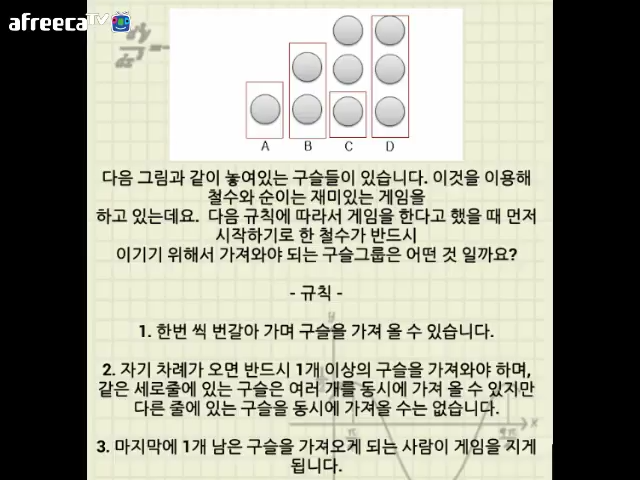 afreecaTV
A B C D
다음 그림과 같이 놓여있는 구슬들이 있습니다. 이것을 이용해
철수와 순이는 재미있는 게임을
하고 있는데요. 다음 규칙에 따라서 게임을 한다고 했을 때 먼저
시작하기로 한 철수가 반드시
이기기 위해서 가져와야 되는 구슬그룹은 어떤 것 일까요?
- 규칙 -
1. 한번 씩 번갈아 가며 구슬을 가져 올 수 있습니다.
2. 자기 차례가 오면 반드시 1개 이상의 구슬을 가져와야 하며,
같은 세로줄에 있는 구슬은 여러 개를 동시에 가져 올 수 있지만
다른 줄에 있는 구슬을 동시에 가져올 수는 없습니다.
3. 마지막에 1개 남은 구슬을 가져오게 되는 사람이 게임을 지게
됩니다.